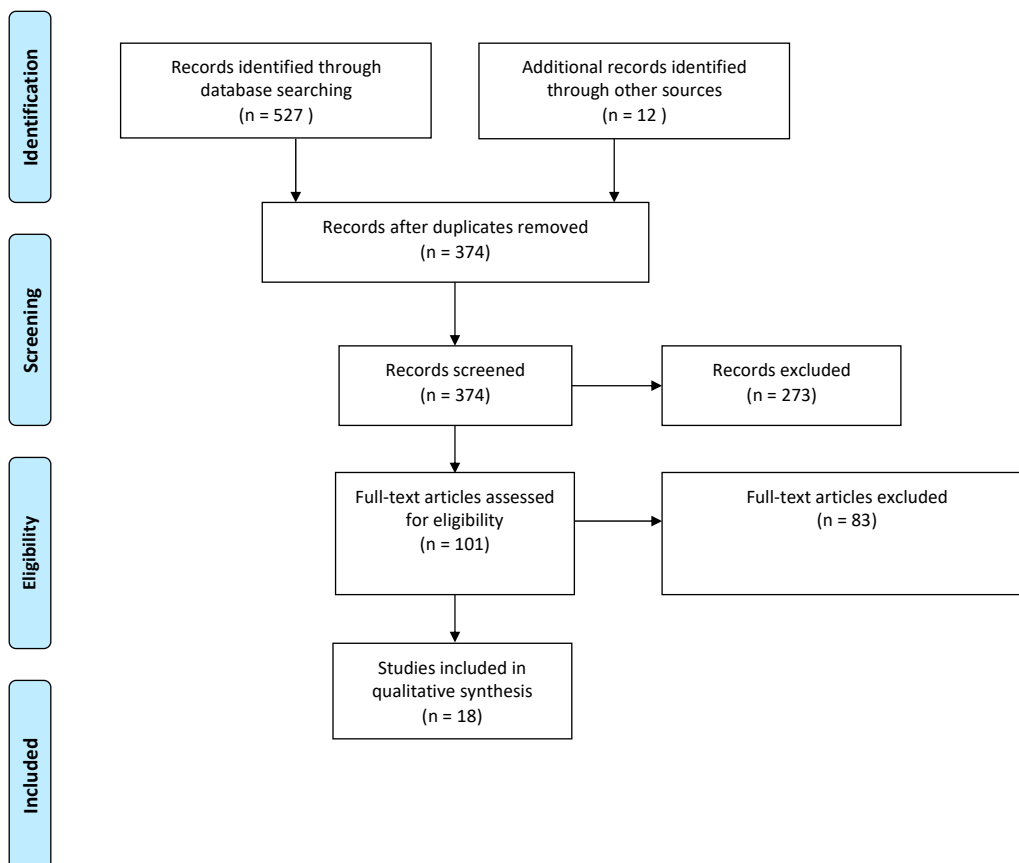 Identification
Records identified through
database searching
(n = 527 )
Additional records identified
through other sources
(n = 12 )
Records after duplicates removed
(n = 374)
Screening
Records screened
(n = 374)
Records excluded
(n = 273)
Eligibility
Full-text articles assessed
for eligibility
(n = 101)
Full-text articles excluded
(n = 83)
Studies included in
qualitative synthesis
(n = 18)
Included